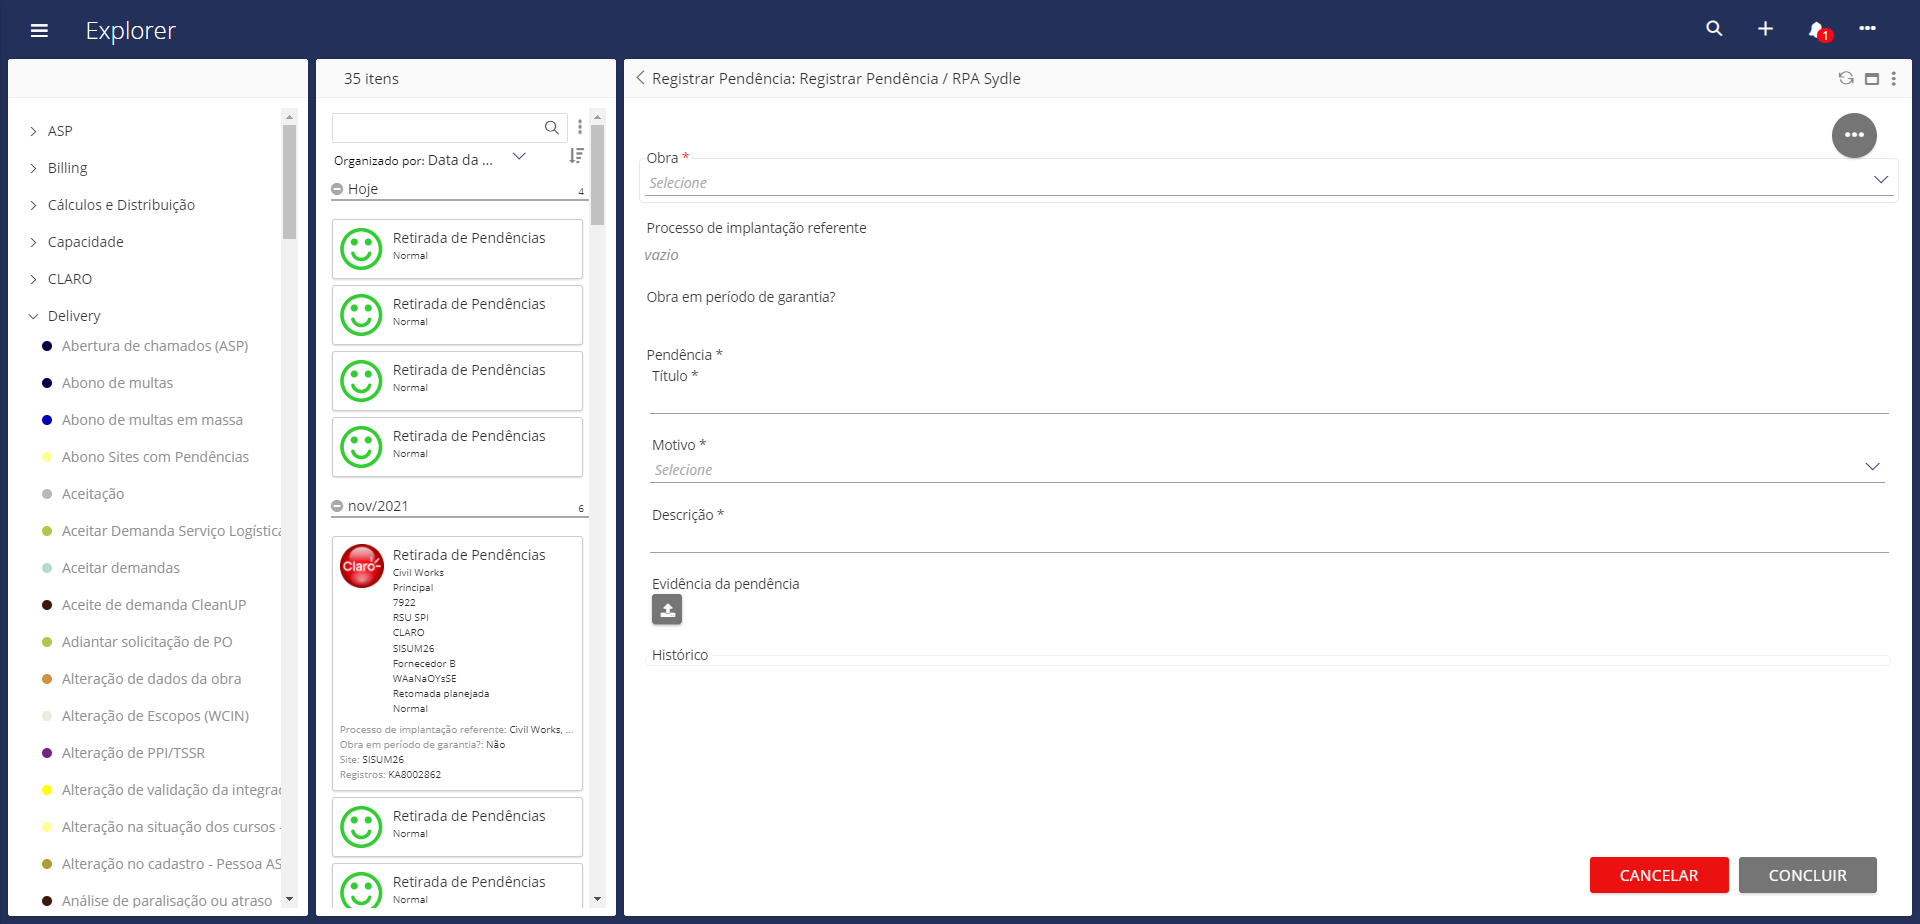 Explorer
1
ASP
Billing
Cálculos e Distribuição
Capacidade
CLARO
Delivery
Abertura de chamados (ASP)
Abono de multas
Abono de multas em massa
Abono Sites com Pendências
Aceitação
Aceitar Demanda Serviço Logística
Aceitar demandas
Aceite de demanda CleanUP
Adiantar solicitação de PO
Alteração de dados da obra
Alteração de Escopos (WCIN)
Alteração de PPI/TSSR
Alteração de validação da integrac
Alteração na situação dos cursos -
Alteração no cadastro - Pessoa AS
Análise de paralisação ou atraso
35 itens
Organizado por: Data da ...
Hoje 4
Retirada de Pendências
Normal
Retirada de Pendências
Normal
Retirada de Pendências
Normal
Retirada de Pendências
Normal
nov/2021 6
Claro
Retirada de Pendências
Civil Works
Principal
7922
RSU SPI
CLARO
SISUM26
Fornecedor B
WAaNaOYsSE
Retomada planejada
Normal
Processo de implantação referente: Civil Works, ...
Obra em período de garantia?: Não
Site: SISUM26
Registros: KA8002862
Retirada de Pendências
Normal
Retirada de Pendências
Normal
Registrar Pendência: Registrar Pendência / RPA Sydle
Obra *
Selecione
Processo de implantação referente
vazio
Obra em período de garantia?
Pendência *
Título *
Motivo *
Selecione
Descrição *
Evidência da pendência
Histórico
CANCELAR
CONCLUIR